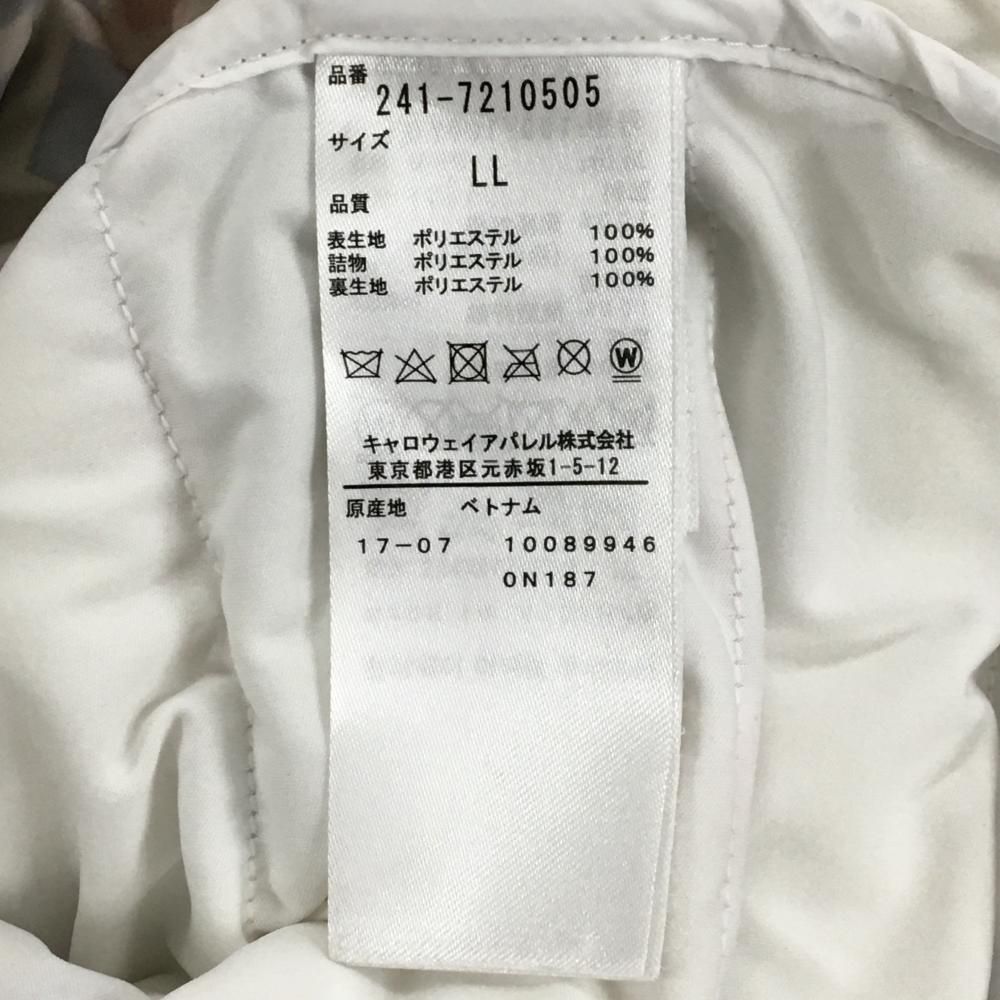 品番
241-7210505
サイズ
LL
品質
表生地 ポリエステル 100%
詰物 ポリエステル 100%
裏生地 ポリエステル 100%
W
キャロウェイアパレル株式会社
東京都港区元赤坂1-5-12
原産地 ベトナム
17-07 10089946
0N187